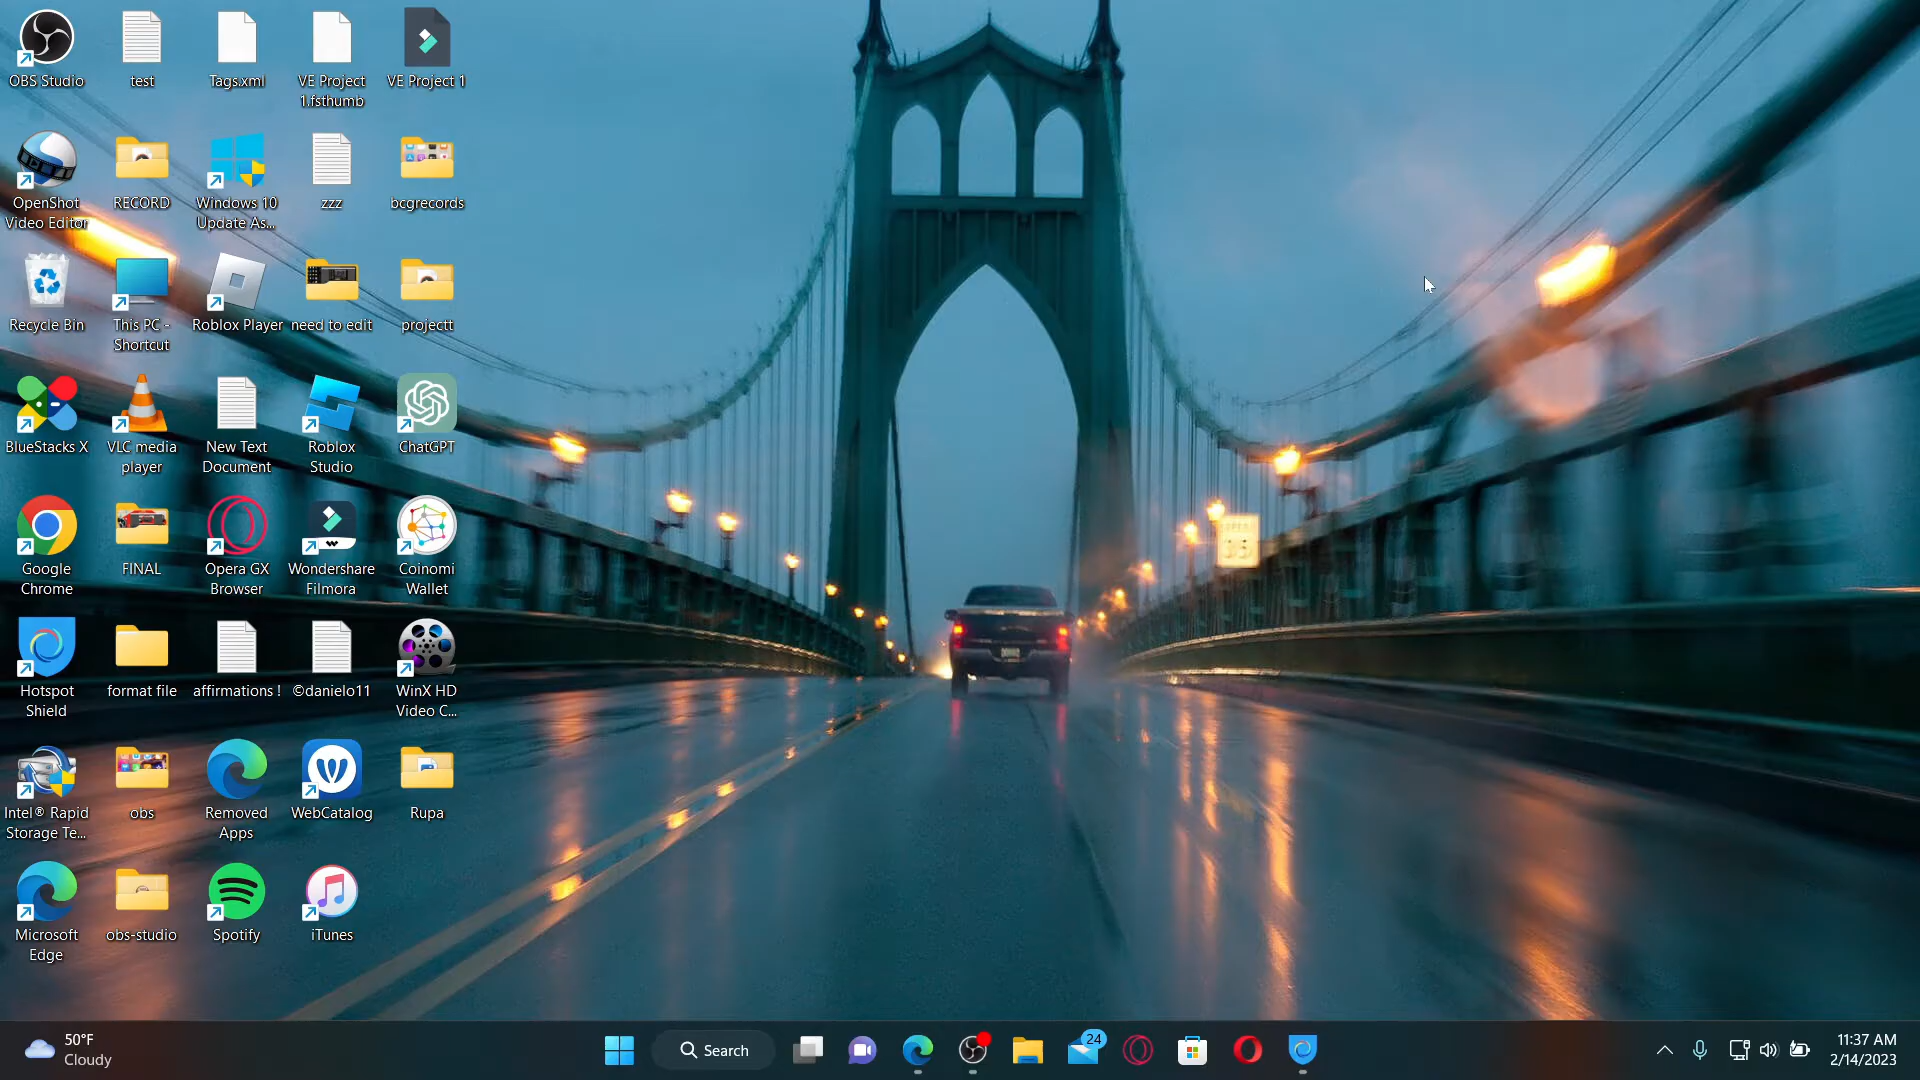 OBS Studio
test
Tags.xml
VE Project
1.fsthumb
VE Project 1
OpenShot
Video Editor
RECORD
Windows 10
Update As...
zzz
bcgrecords
Recycle Bin
This PC -
Shortcut
Roblox Player
need to edit
projectt
BlueStacks X
VLC media
player
New Text
Document
Roblox
Studio
ChatGPT
Google
Chrome
FINAL
Opera GX
Browser
Wondershare
Filmora
Coinomi
Wallet
Hotspot
Shield
format file
affirmations !
©danielo11
WinX HD
Video C...
Intel® Rapid
Storage Te...
obs
Removed
Apps
WebCatalog
Rupa
Microsoft
Edge
obs-studio
Spotify
iTunes
50°F
Cloudy
Search
24
11:37 AM
2/14/2023